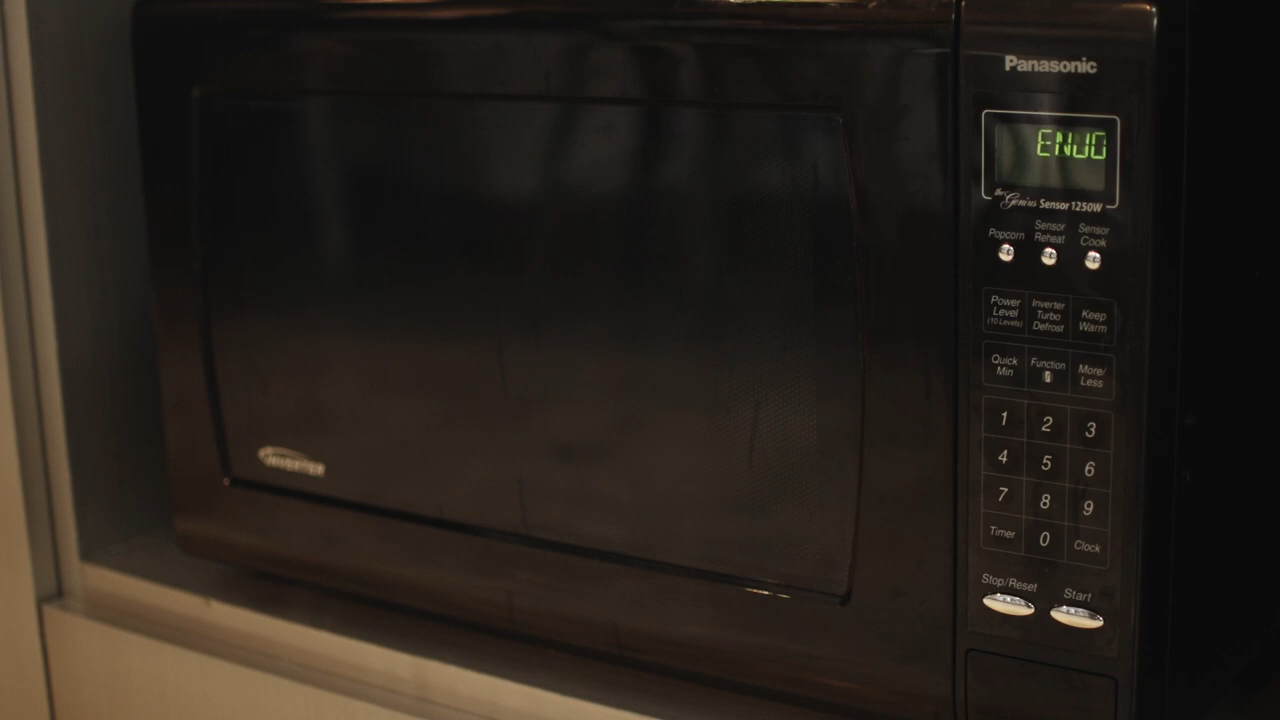 Panasonic
ENJO
the Genius Sensor 1250W
Popcorn
Sensor Reheat
Sensor Cook
Power Level (10 Levels)
Inverter Turbo Defrost
Keep Warm
Quick Min
Function
More/Less
1 2 3
4 5 6
7 8 9
Timer 0 Clock
Stop/Reset Start
INVERTER